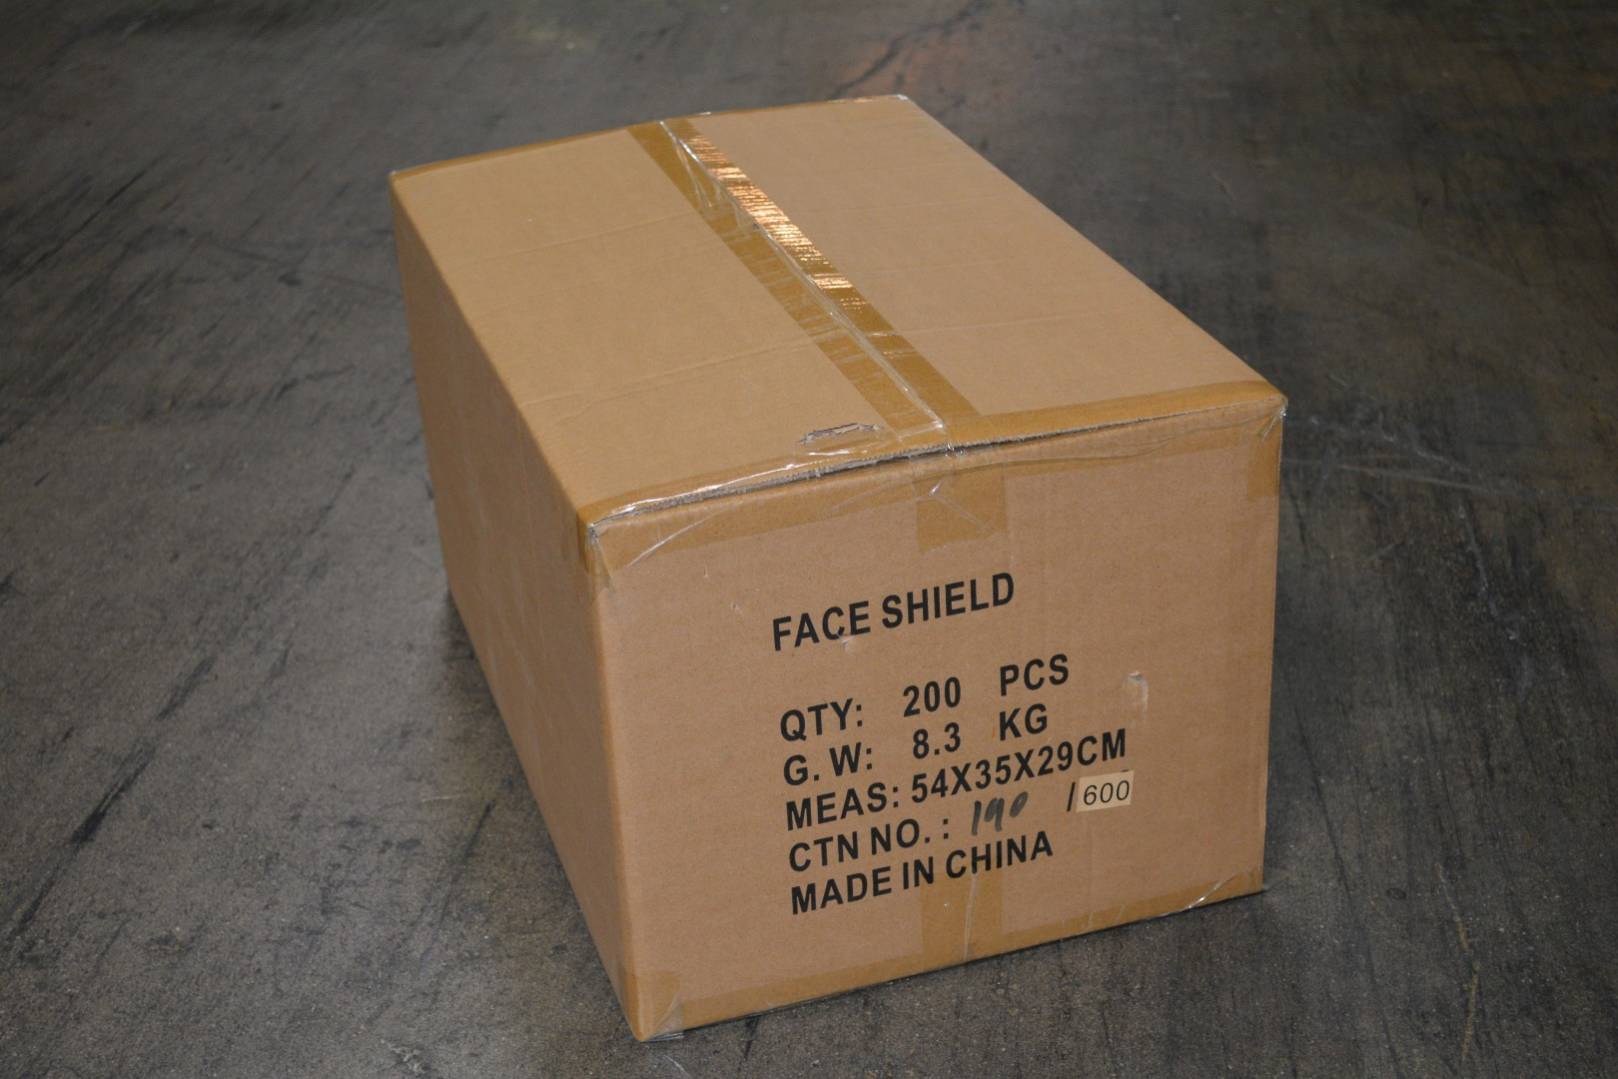 FACE SHIELD
QTY: 200 PCS
G.W: 8.3 KG
MEAS: 54X35X29CM
CTN NO.: 190 /600
MADE IN CHINA